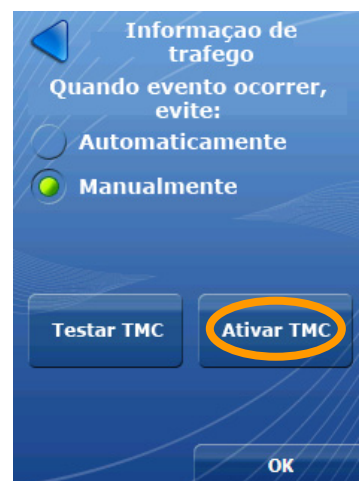 Informaçao de
trafego
Quando evento ocorrer,
evite:
Automaticamente
Manualmente
Testar TMC
Ativar TMC
OK